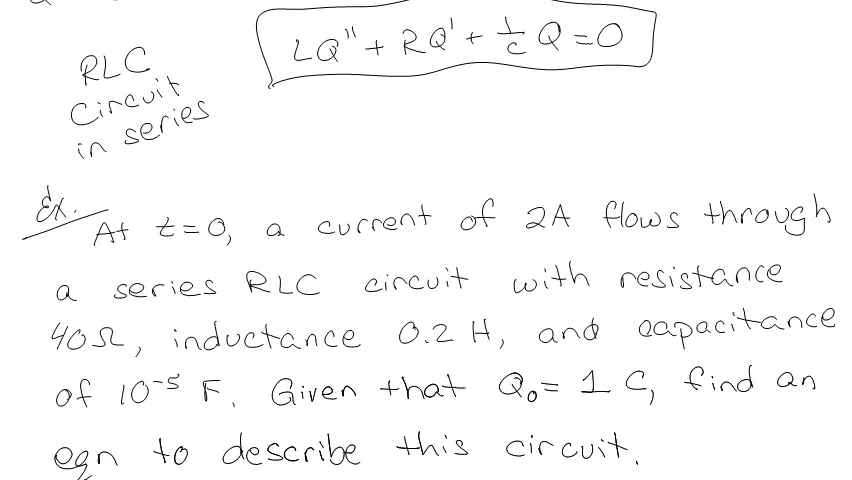 LQ'' + RQ' + 1/c Q = 0
RLC
Circuit
in series
Ex.
At t=0, a current of 2A flows through
a series RLC circuit with resistance
40Ω, inductance 0.2 H, and capacitance
of 10⁻⁵ F. Given that Q₀ = 1 C, find an
eqn to describe this circuit.